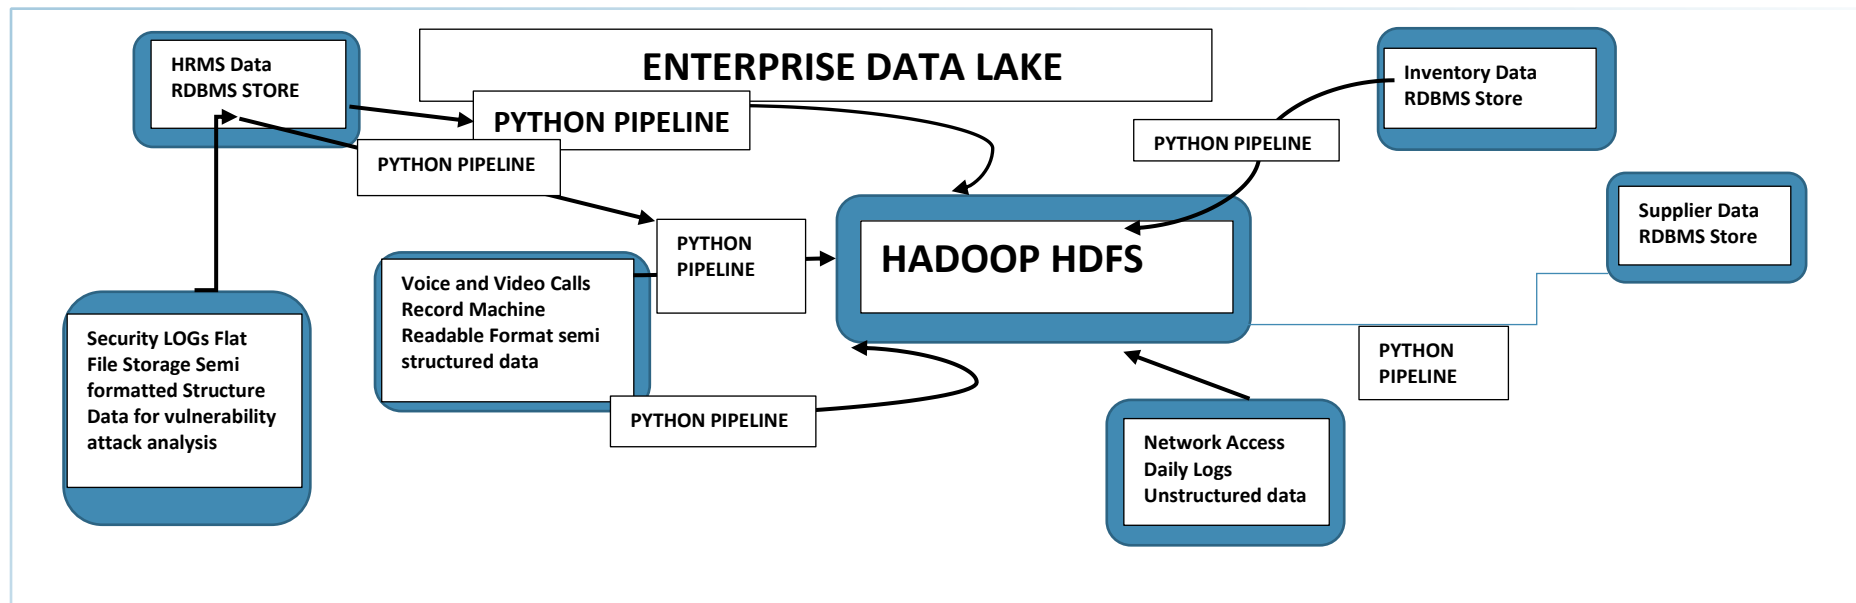 ENTERPRISE DATA LAKE
HRMS Data
RDBMS STORE
PYTHON PIPELINE
PYTHON PIPELINE
Inventory Data
RDBMS Store
PYTHON PIPELINE
Supplier Data
RDBMS Store
PYTHON
PIPELINE
HADOOP HDFS
Voice and Video Calls
Record Machine
Readable Format semi
structured data
Security LOGs Flat
File Storage Semi
formatted Structure
Data for vulnerability
attack analysis
PYTHON PIPELINE
PYTHON
PIPELINE
Network Access
Daily Logs
Unstructured data